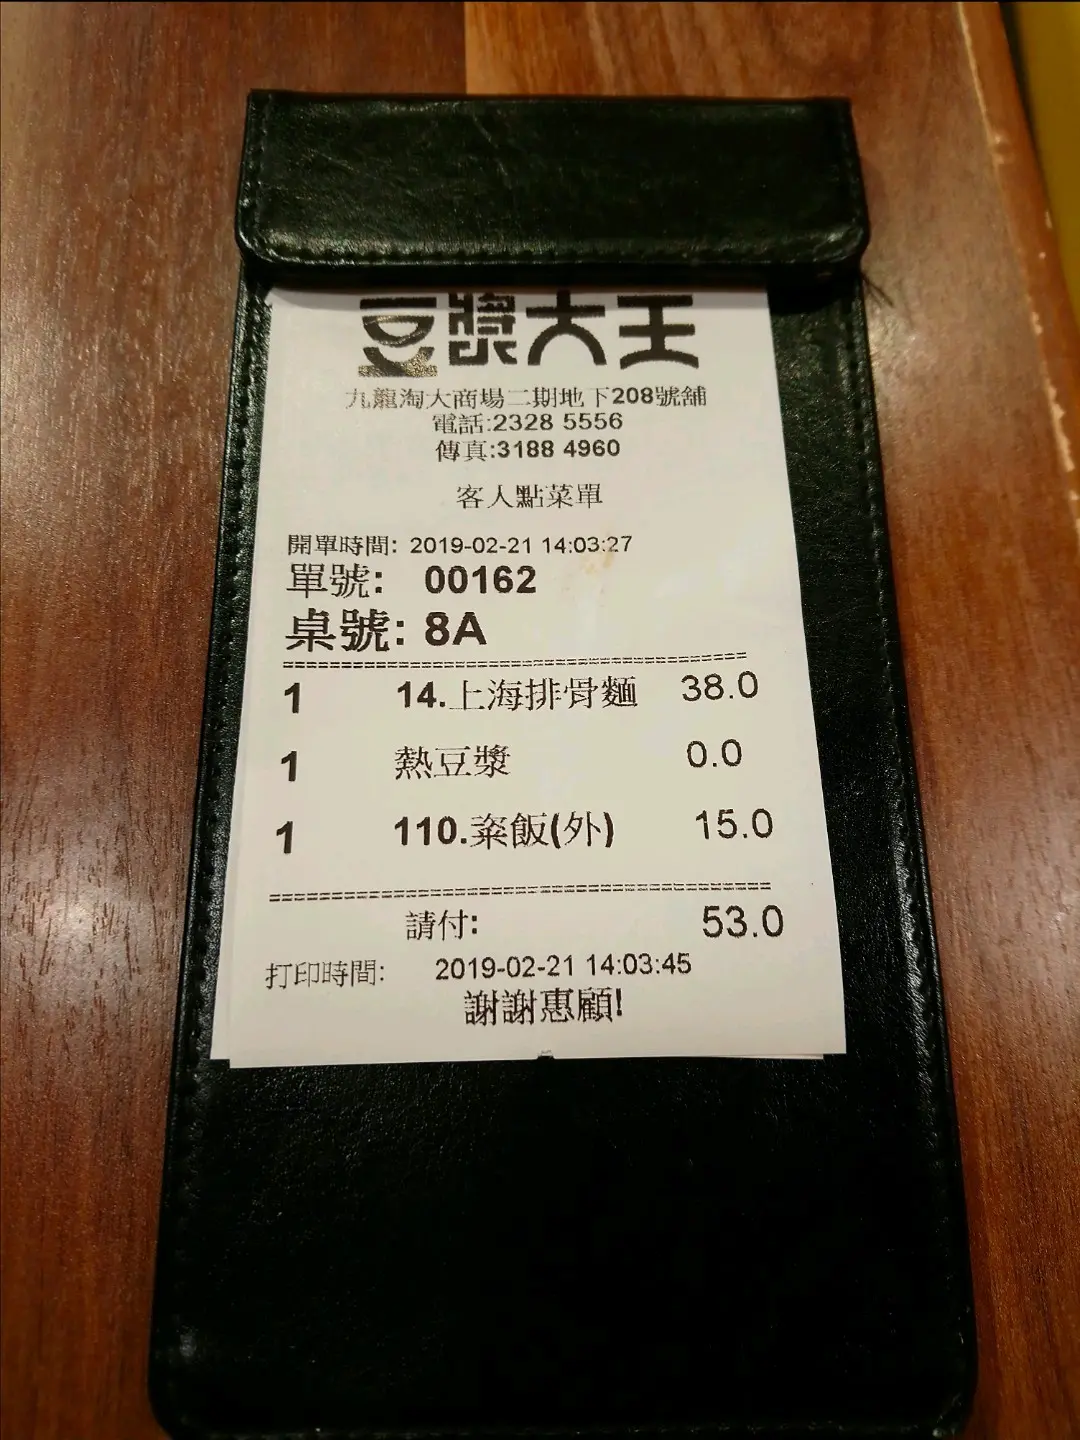 豆漿大王
九龍淘大商場二期地下208號舖
電話:2328 5556
傳真:3188 4960
客人點菜單
開單時間: 2019-02-21 14:03:27
單號: 00162
桌號: 8A
1 14.上海排骨麵 38.0
1 熱豆漿 0.0
1 110.粢飯(外) 15.0
請付: 53.0
打印時間: 2019-02-21 14:03:45
謝謝惠顧!